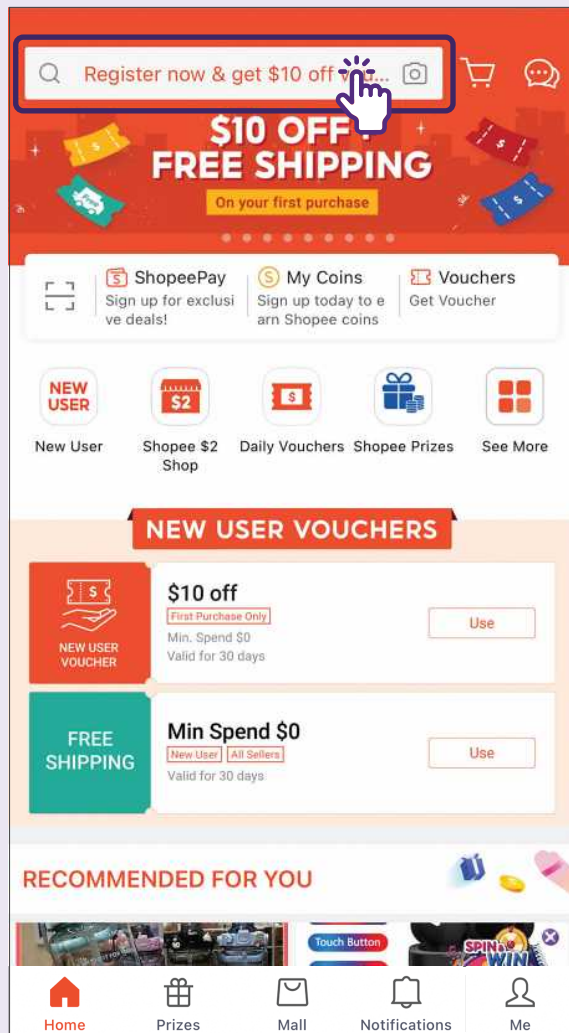 Register now & get $10 off
$10 OFF +
FREE SHIPPING
On your first purchase
ShopeePay
Sign up for exclusi
ve deals!
My Coins
Sign up today to e
arn Shopee coins
Vouchers
Get Voucher
NEW
USER
New User
$2
Shopee $2
Shop
Daily Vouchers
Shopee Prizes
See More
NEW USER VOUCHERS
NEW USER
VOUCHER
$10 off
First Purchase Only
Min. Spend $0
Valid for 30 days
Use
FREE
SHIPPING
Min Spend $0
New User
All Sellers
Valid for 30 days
Use
RECOMMENDED FOR YOU
Touch Button
SPIN &
WIN
Home
Prizes
Mall
Notifications
Me